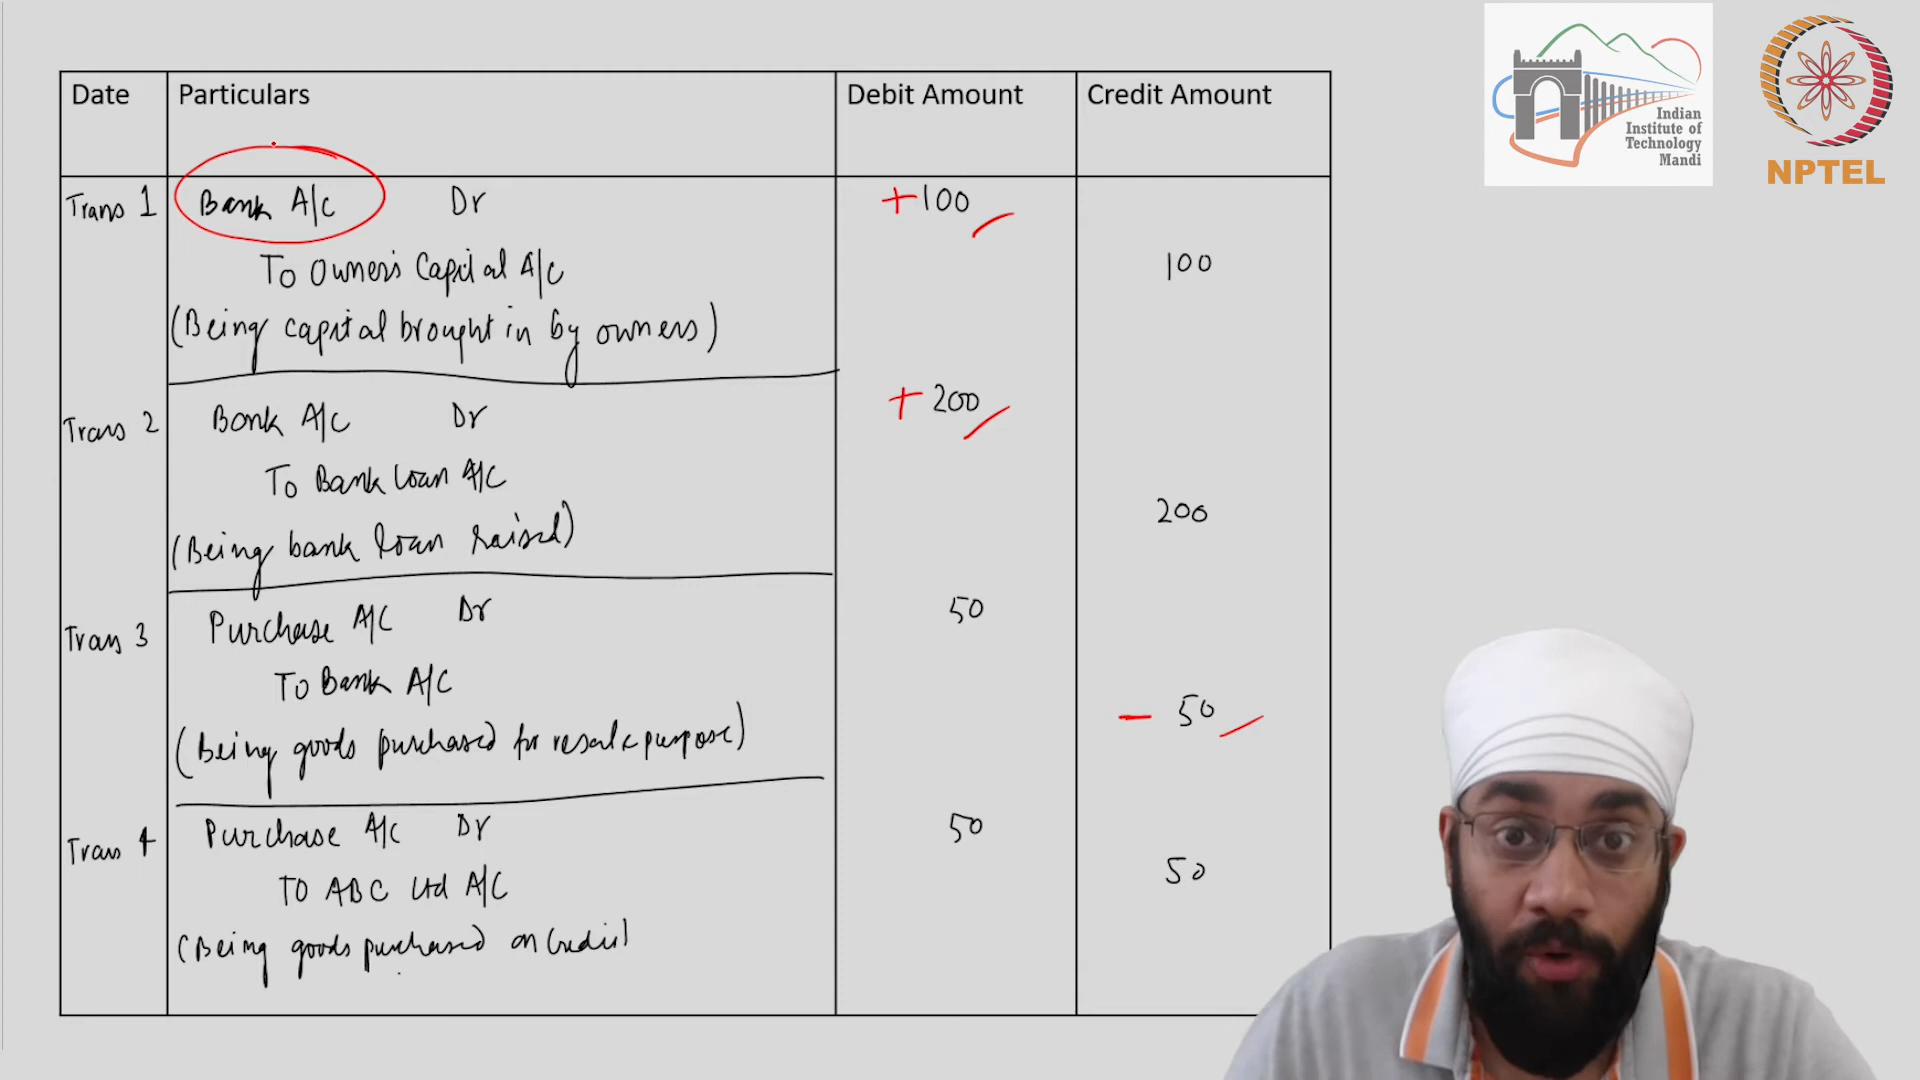 Date Particulars Debit Amount Credit Amount
Trans 1 Bank A/c Dr +100
To Owner's Capital A/c 100
(Being capital brought in by owners)
Trans 2 Bank A/c Dr +200
To Bank loan A/c
200
(Being bank loan raised)
Trans 3 Purchase A/c Dr 50
To Bank A/c - 50
(Being goods purchased for resale purpose)
Trans 4 Purchase A/c Dr 50
To ABC Ltd A/c 50
(Being goods purchased on Credit)
Indian
Institute of
Technology
Mandi
NPTEL